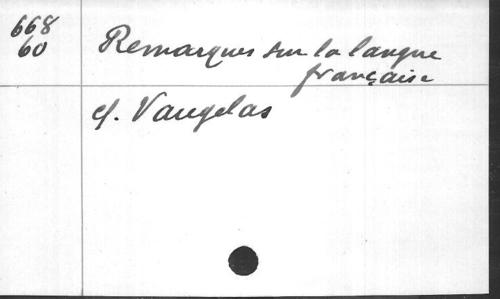 668
60
Remarques sur la langue
française
cf. Vaugelas